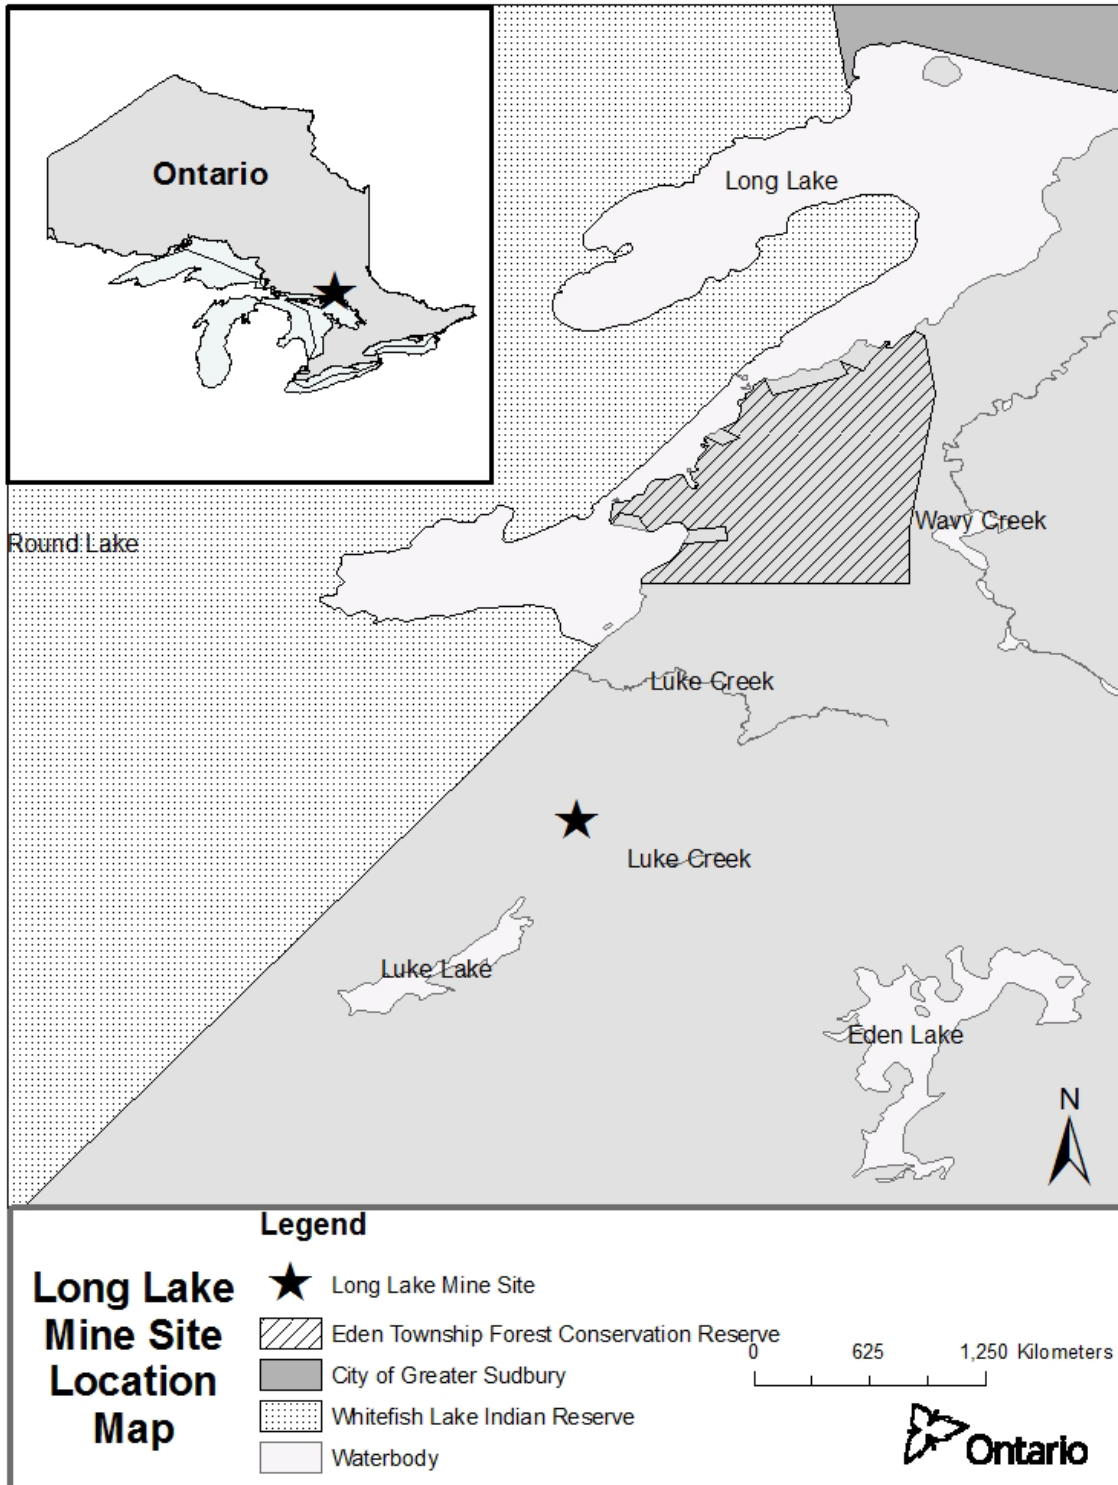 Ontario
Long Lake
Round Lake
Wavy Creek
Luke Creek
Luke Creek
Luke Lake
Eden Lake
N
Legend
Long Lake
Mine Site
Location
Map
Long Lake Mine Site
Eden Township Forest Conservation Reserve
City of Greater Sudbury
Whitefish Lake Indian Reserve
Waterbody
0 625 1,250 Kilometers
Ontario